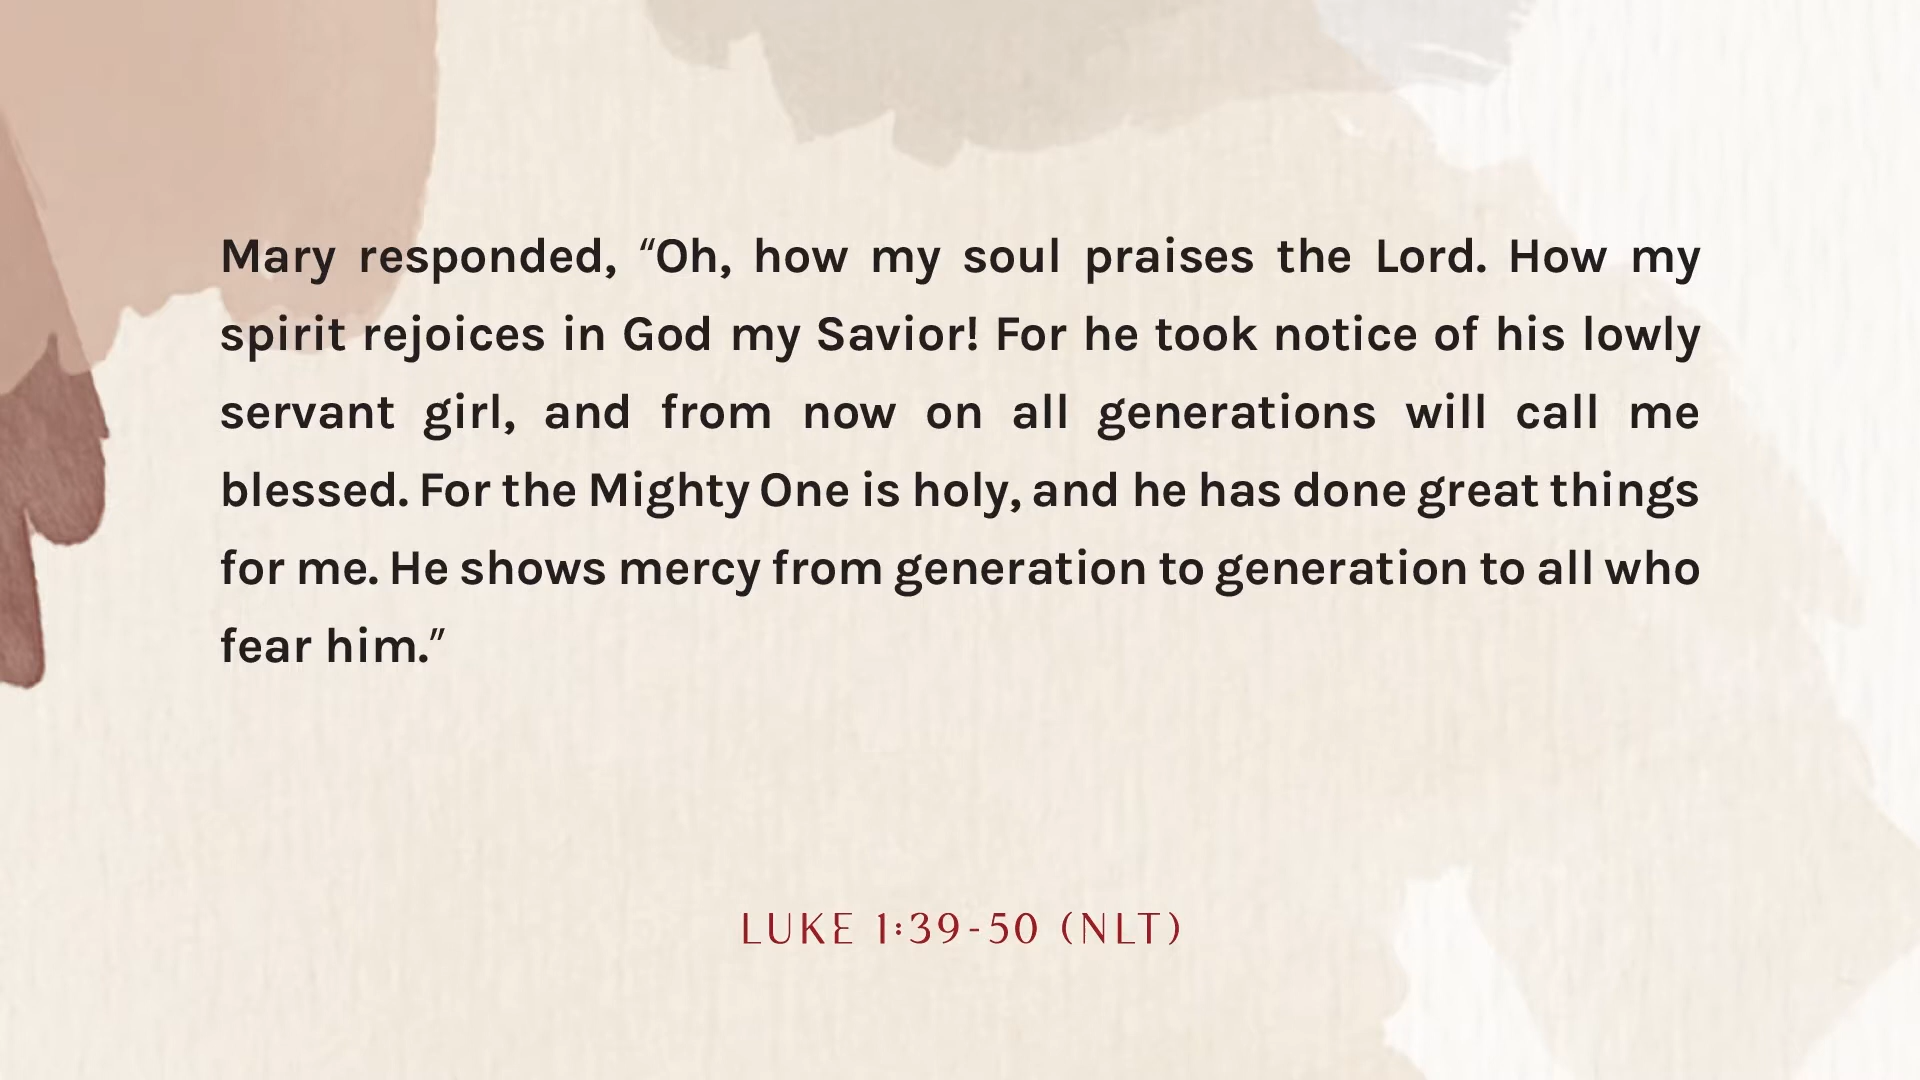 Mary responded, “Oh, how my soul praises the Lord. How my
spirit rejoices in God my Savior! For he took notice of his lowly
servant girl, and from now on all generations will call me
blessed. For the Mighty One is holy, and he has done great things
for me. He shows mercy from generation to generation to all who
fear him.”
LUKE 1:39-50 (NLT)